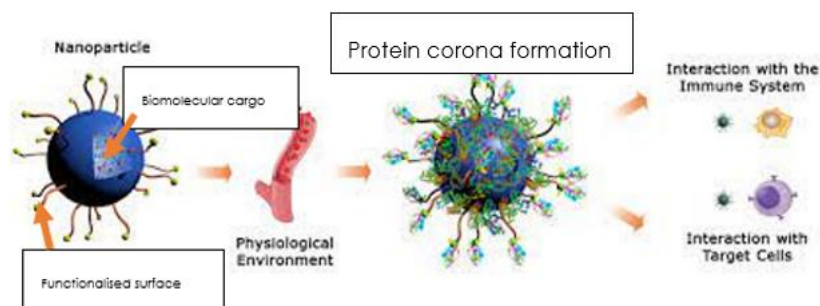 Nanoparticle
Biomolecular cargo
Functionalised surface
Physiological
Environment
Protein corona formation
Interaction with the
Immune System
Interaction with
Target Cells